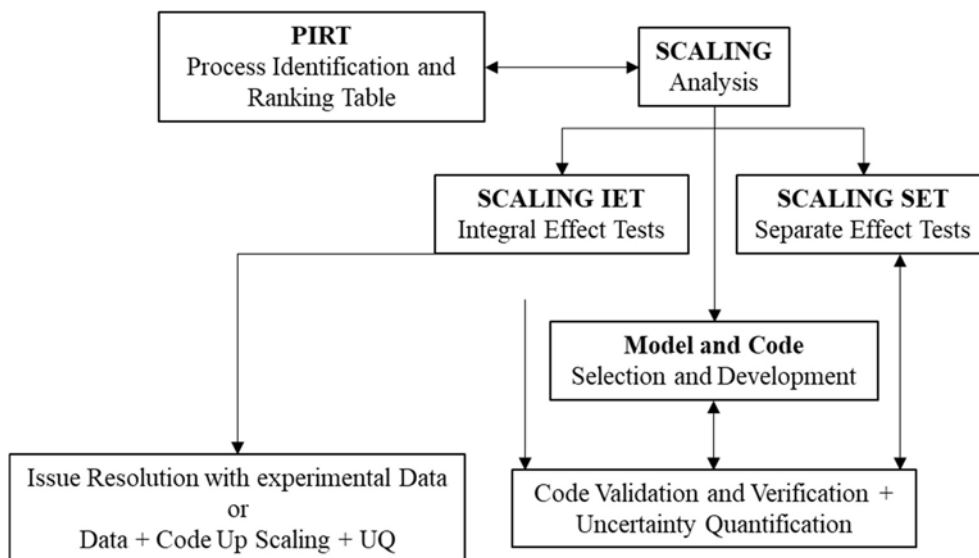 PIRT
Process Identification and
Ranking Table
SCALING
Analysis
SCALING IET
Integral Effect Tests
SCALING SET
Separate Effect Tests
Model and Code
Selection and Development
Issue Resolution with experimental Data
or
Data + Code Up Scaling + UQ
Code Validation and Verification +
Uncertainty Quantification